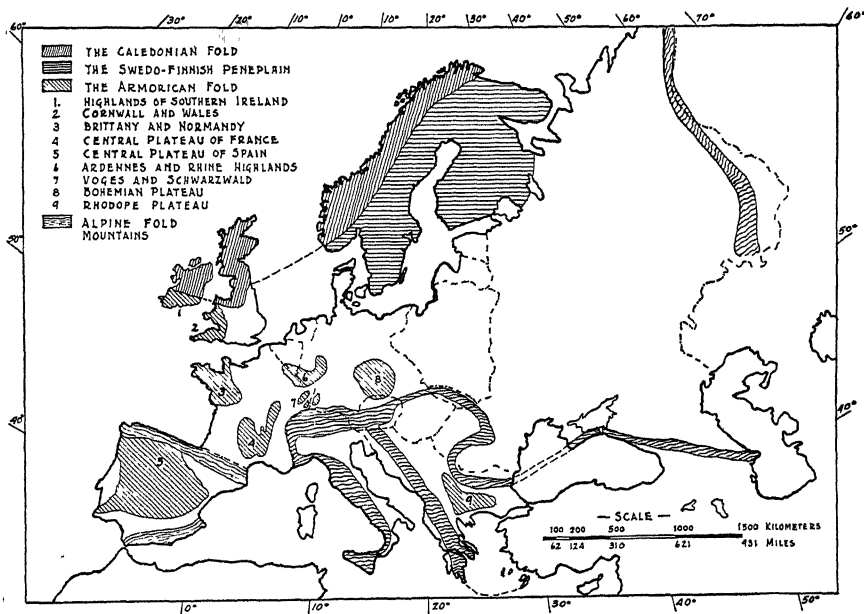 /30° /20° /10° /0° /10° 20° 30° 40° 50° 60° \70° /60°
60°
THE CALEDONIAN FOLD
THE SWEDO-FINNISH PENEPLAIN
THE ARMORICAN FOLD
1. HIGHLANDS OF SOUTHERN IRELAND
2 CORNWALL AND WALES
3 BRITTANY AND NORMANDY
4 CENTRAL PLATEAU OF FRANCE
5 CENTRAL PLATEAU OF SPAIN
6 ARDENNES AND RHINE HIGHLANDS
7 VOGES AND SCHWARZWALD
8 BOHEMIAN PLATEAU
9 RHODOPE PLATEAU
ALPINE FOLD
MOUNTAINS
50° 50°
1
2
6
3
8
7
40° 40°
4
5
9
— SCALE —
100 200 500 1000 1500 KILOMETERS
62 124 310 621 931 MILES
10
0° 10° 20° 30° 40° 50°